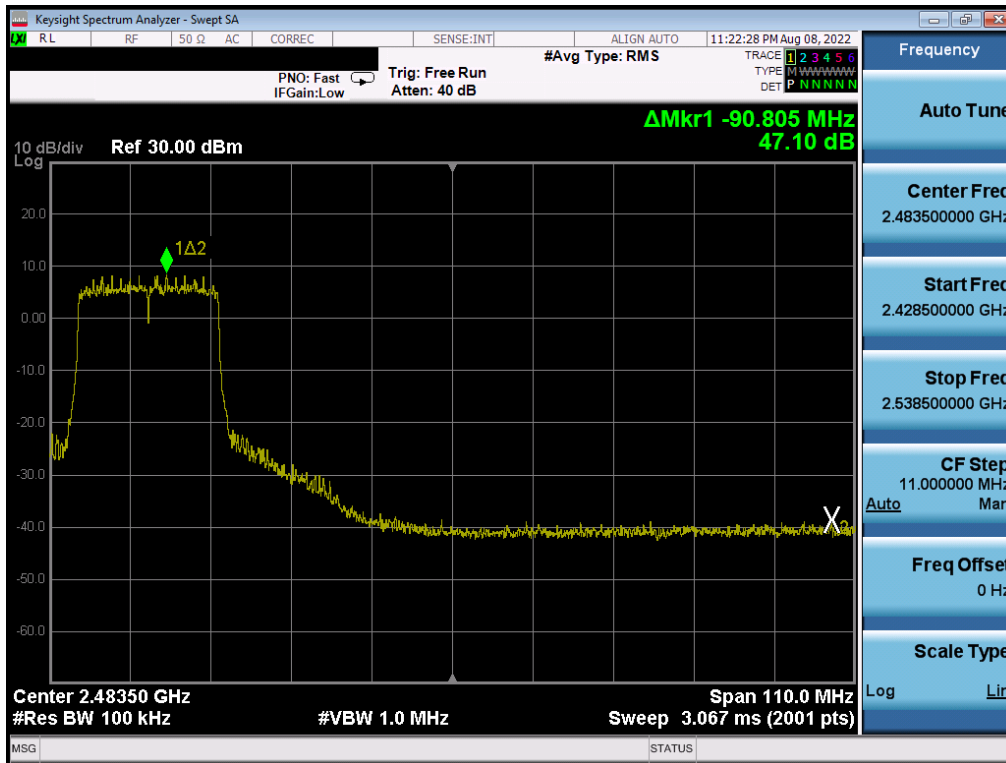 Keysight Spectrum Analyzer - Swept SA
LXI RL RF 50 Ω AC CORREC SENSE:INT ALIGN AUTO 11:22:28 PM Aug 08, 2022
#Avg Type: RMS TRACE 1 2 3 4 5 6
PNO: Fast Trig: Free Run TYPE M WWWWW
IFGain:Low Atten: 40 dB DET P N N N N N
ΔMkr1 -90.805 MHz
47.10 dB
10 dB/div Ref 30.00 dBm
Log
20.0
1Δ2
10.0
0.00
-10.0
-20.0
-30.0
-40.0
X2
-50.0
-60.0
Center 2.48350 GHz Span 110.0 MHz
#Res BW 100 kHz #VBW 1.0 MHz Sweep 3.067 ms (2001 pts)
MSG STATUS
Frequency
Auto Tune
Center Freq
2.483500000 GHz
Start Freq
2.428500000 GHz
Stop Freq
2.538500000 GHz
CF Step
11.000000 MHz
Auto Man
Freq Offset
0 Hz
Scale Type
Log Lin